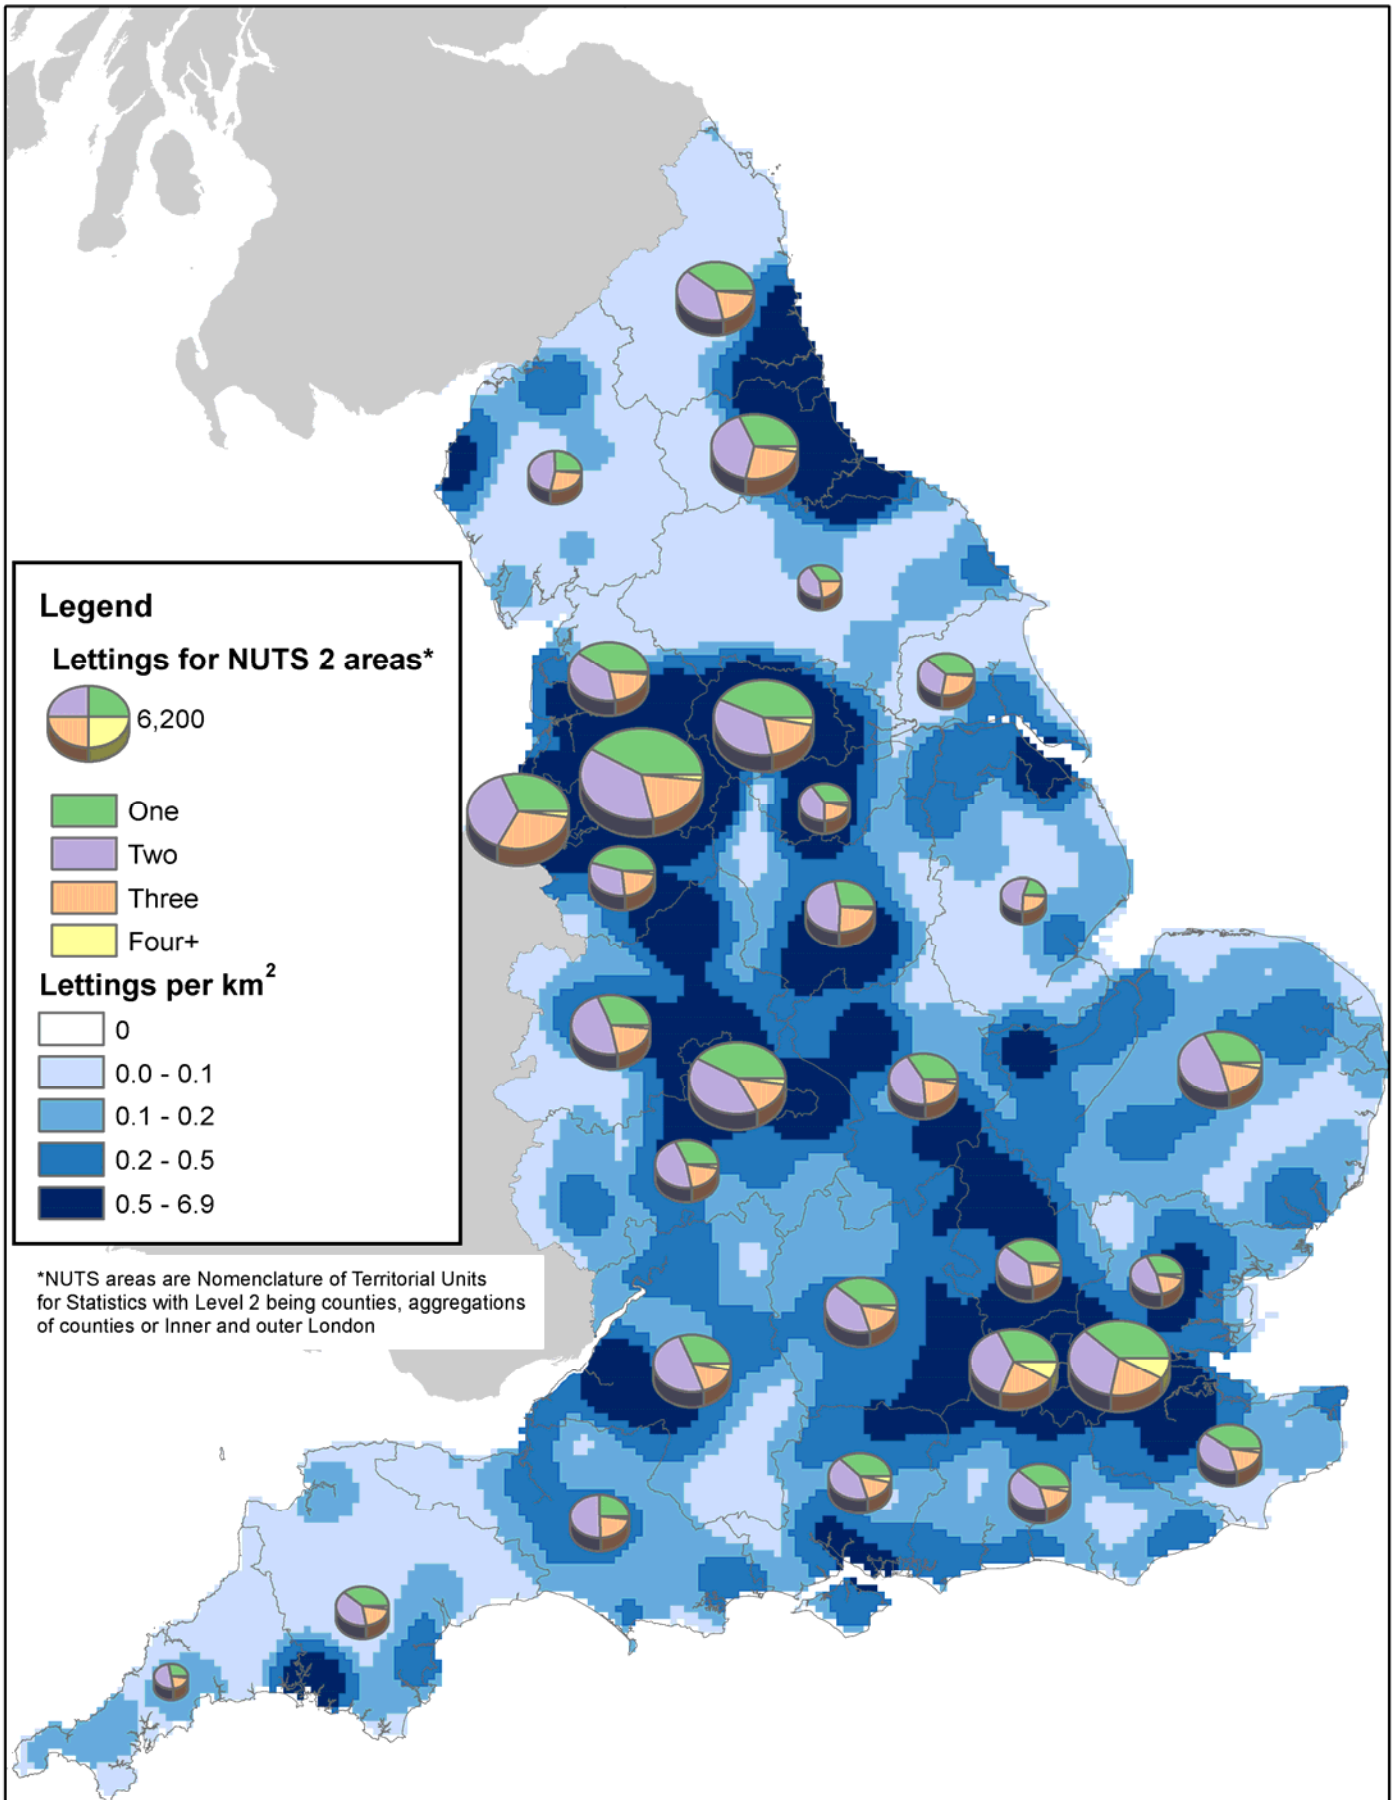 Legend
Lettings for NUTS 2 areas*
6,200
One
Two
Three
Four+
Lettings per km²
0
0.0 - 0.1
0.1 - 0.2
0.2 - 0.5
0.5 - 6.9
*NUTS areas are Nomenclature of Territorial Units
for Statistics with Level 2 being counties, aggregations
of counties or Inner and outer London